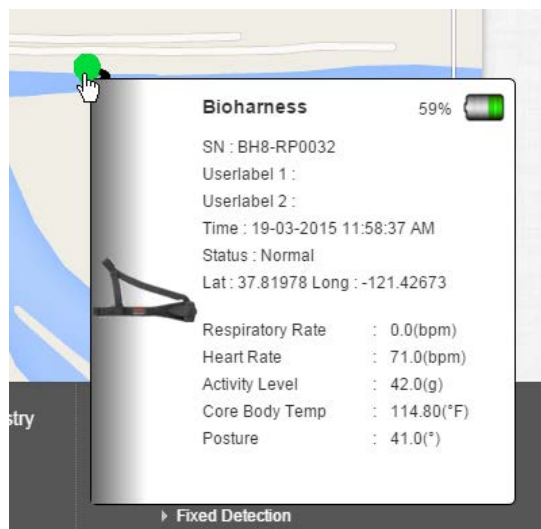 Bioharness 59%
SN : BH8-RP0032
Userlabel 1 :
Userlabel 2 :
Time : 19-03-2015 11:58:37 AM
Status : Normal
Lat : 37.81978 Long : -121.42673
Respiratory Rate : 0.0(bpm)
Heart Rate : 71.0(bpm)
Activity Level : 42.0(g)
Core Body Temp : 114.80(°F)
Posture : 41.0(°)
stry
Fixed Detection